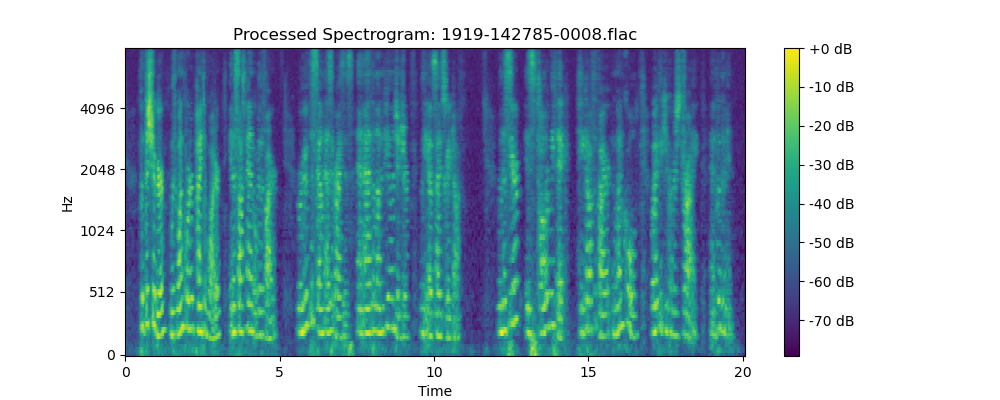 Processed Spectrogram: 1919-142785-0008.flac
Hz
4096
2048
1024
512
0
0 5 10 15 20
Time
+0 dB
-10 dB
-20 dB
-30 dB
-40 dB
-50 dB
-60 dB
-70 dB